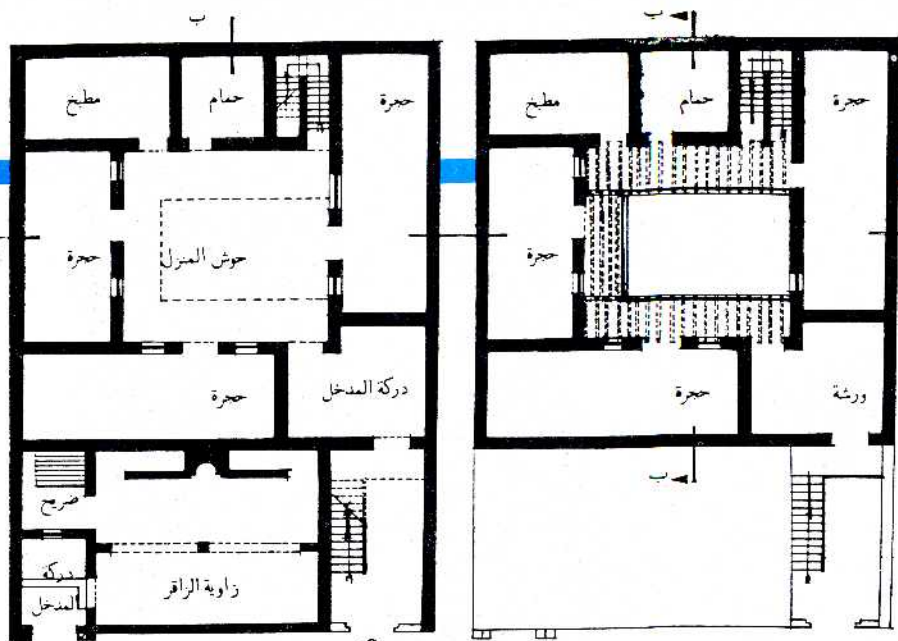 ب
ب
مطبخ
حمام
حجرة
مطبخ
حمام
حجرة
حجرة
حوش المنزل
حجرة
حجرة
دركة المدخل
حجرة
ورشة
ب
ضريح
دركة
المدخل
زاوية الزاقر